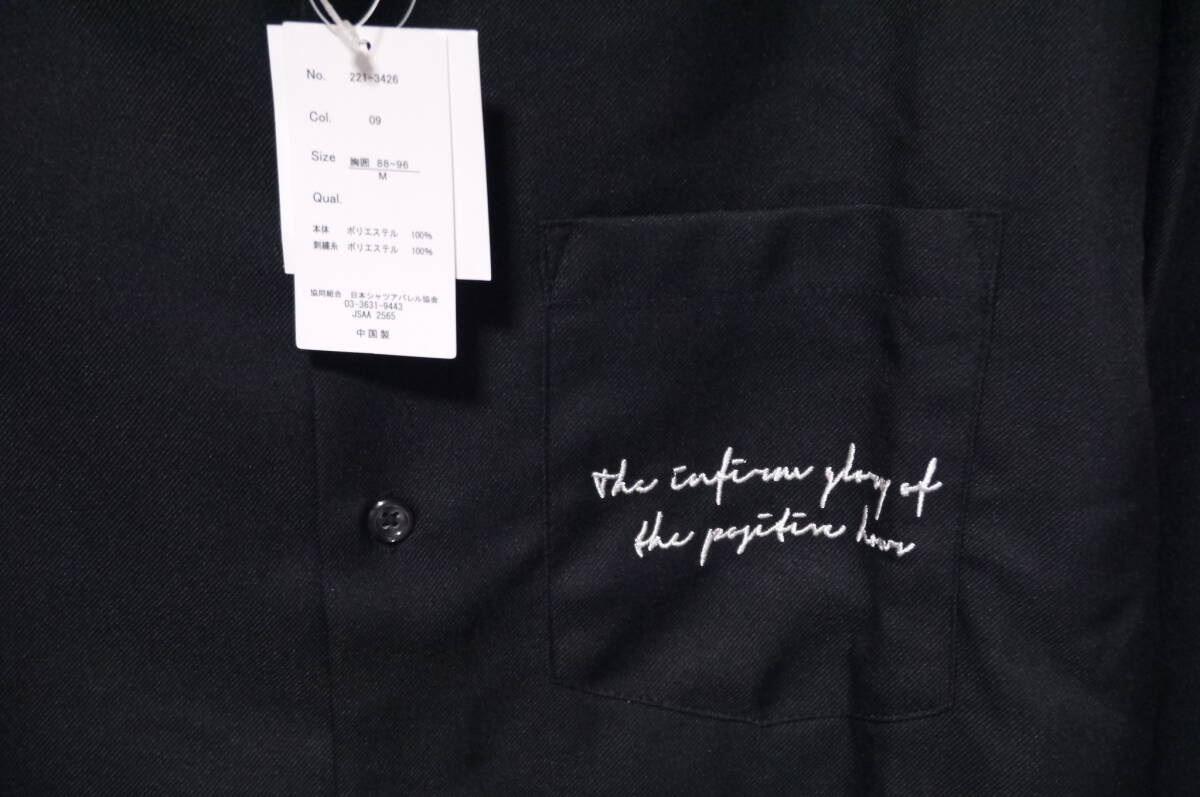 No. 221-3426
Col. 09
Size 胸囲 88~96
M
Qual.
本体 ポリエステル 100%
刺繍糸 ポリエステル 100%
協同組合 日本シャツアパレル協会
03-3631-9443
JSAA 2565
中国製
the infirm glory of
the positive hour